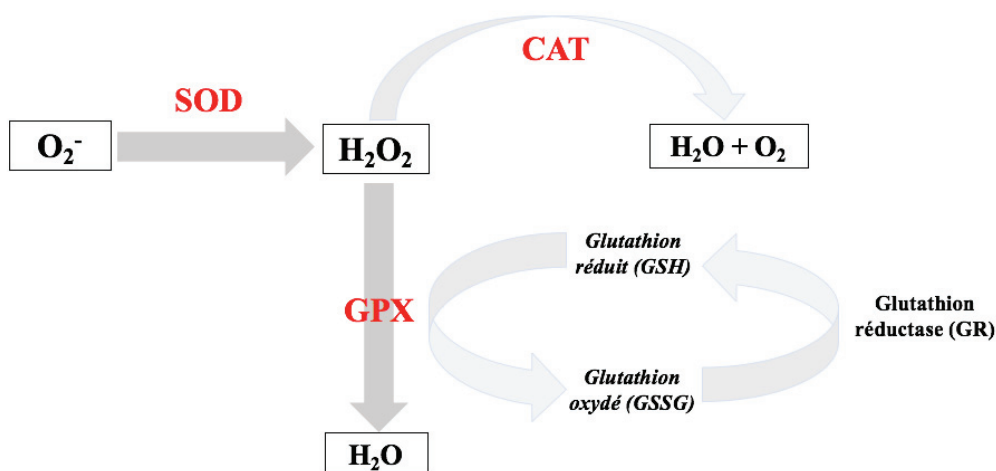 CAT
SOD
O₂⁻
H₂O₂
H₂O + O₂
Glutathion
réduit (GSH)
GPX
Glutathion
réductase (GR)
Glutathion
oxydé (GSSG)
H₂O